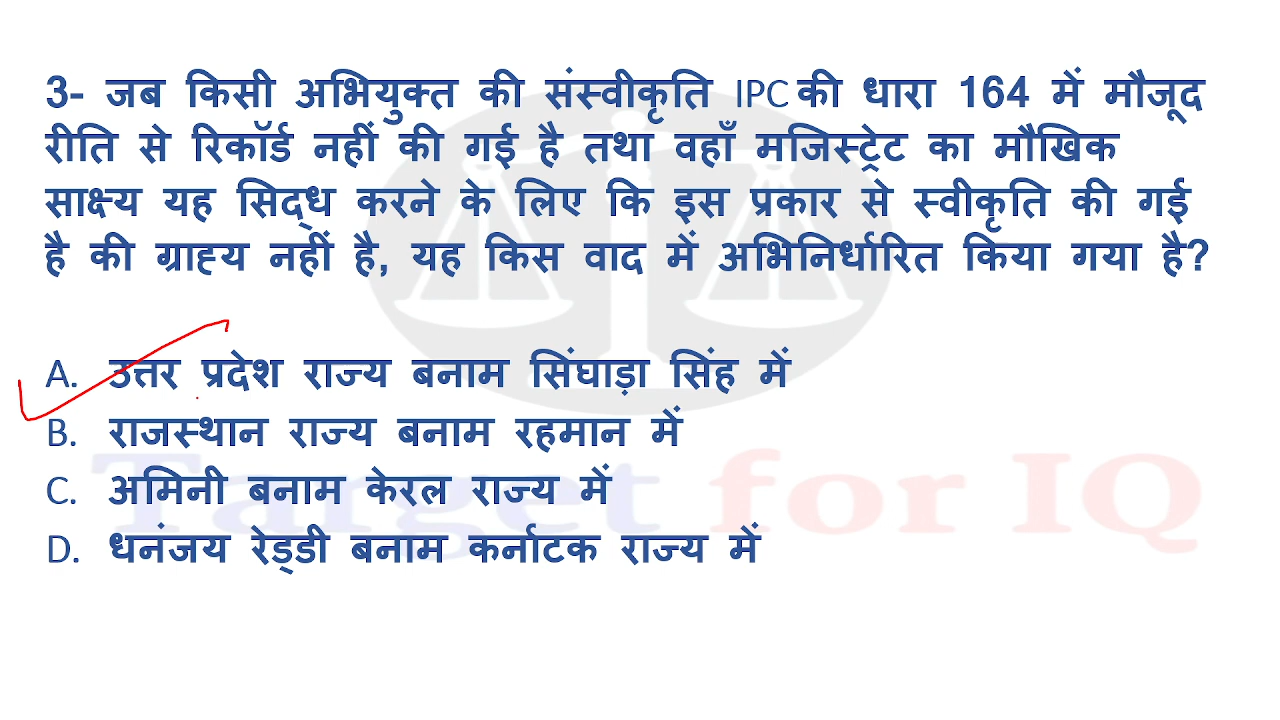 3- जब किसी अभियुक्त की संस्वीकृति IPC की धारा 164 में मौजूद
रीति से रिकॉर्ड नहीं की गई है तथा वहाँ मजिस्ट्रेट का मौखिक
साक्ष्य यह सिद्ध करने के लिए कि इस प्रकार से स्वीकृति की गई
है की ग्राह्य नहीं है, यह किस वाद में अभिनिर्धारित किया गया है?
A. उत्तर प्रदेश राज्य बनाम सिंघाड़ा सिंह में
B. राजस्थान राज्य बनाम रहमान में
C. अमिनी बनाम केरल राज्य में
D. धनंजय रेड्डी बनाम कर्नाटक राज्य में
Target for IQ